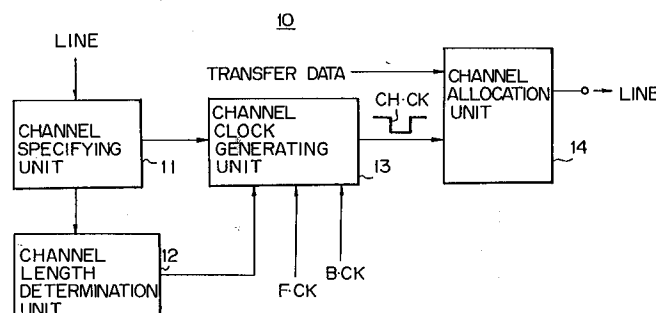 10
LINE
TRANSFER DATA
CHANNEL
SPECIFYING
UNIT
11
CHANNEL
CLOCK
GENERATING
UNIT
13
CH·CK
CHANNEL
ALLOCATION
UNIT
14
LINE
CHANNEL
LENGTH
DETERMINATION
UNIT
12
F·CK
B·CK